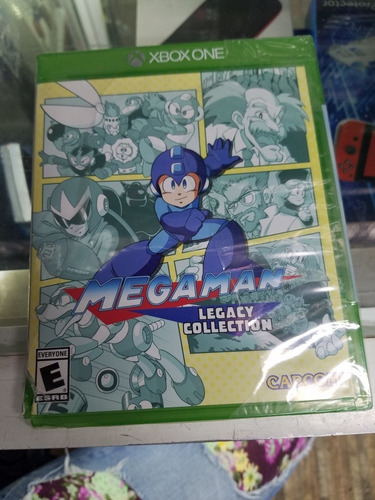 XBOX ONE
MEGAMAN
LEGACY
COLLECTION
EVERYONE
E
ESRB
CAPCOM